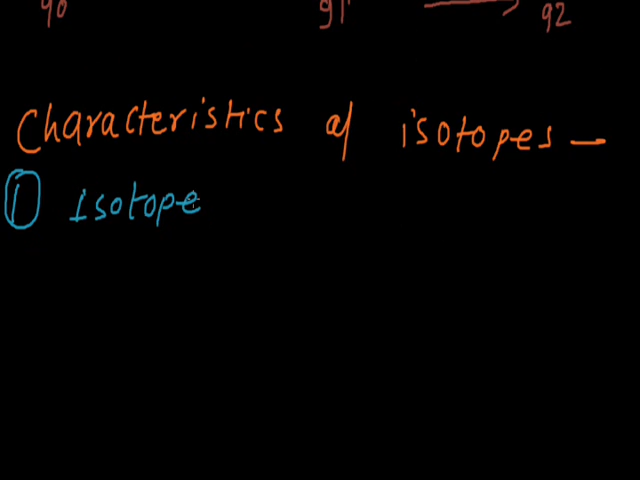 90 91 92
Characteristics of isotopes -
① isotope